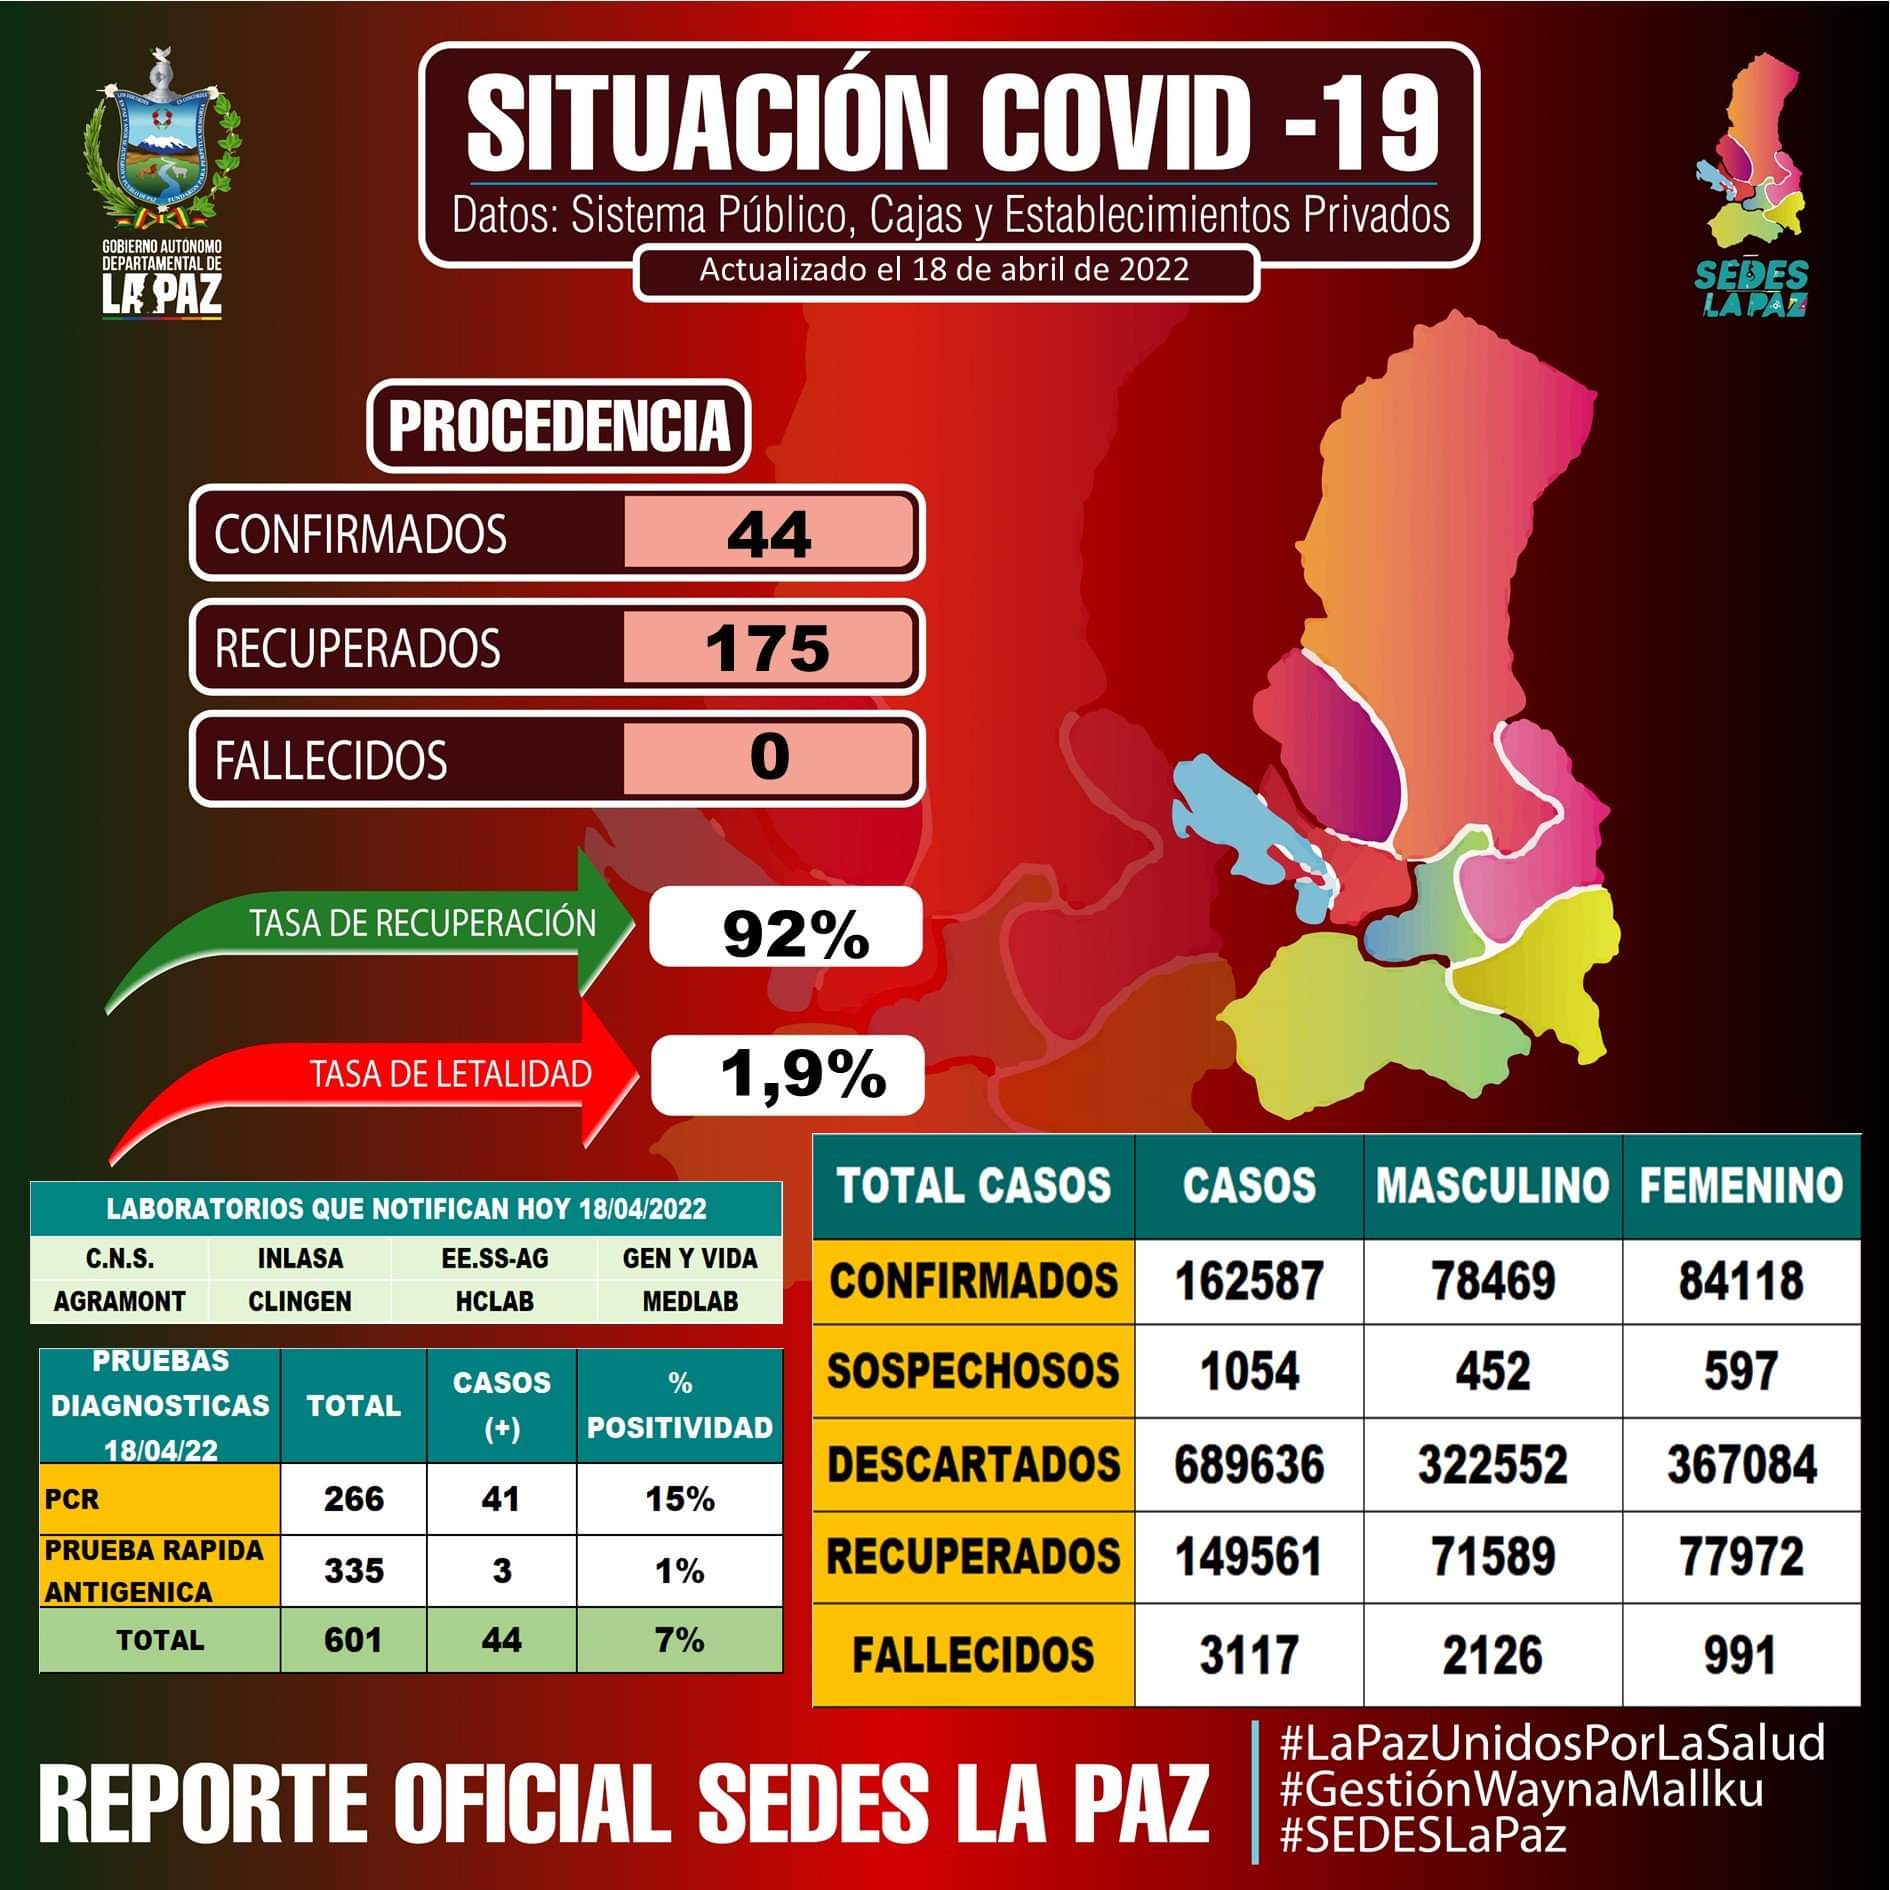 SITUACIÓN COVID -19
Datos: Sistema Público, Cajas y Establecimientos Privados
Actualizado el 18 de abril de 2022
GOBIERNO AUTÓNOMO
DEPARTAMENTAL DE
LA PAZ
SEDES
LA PAZ
PROCEDENCIA
CONFIRMADOS 44
RECUPERADOS 175
FALLECIDOS 0
TASA DE RECUPERACIÓN 92%
TASA DE LETALIDAD 1,9%
LABORATORIOS QUE NOTIFICAN HOY 18/04/2022
C.N.S. INLASA EE.SS-AG GEN Y VIDA
AGRAMONT CLINGEN HCLAB MEDLAB
PRUEBAS
DIAGNOSTICAS
18/04/22
TOTAL
CASOS
(+)
%
POSITIVIDAD
PCR 266 41 15%
PRUEBA RAPIDA
ANTIGENICA
335 3 1%
TOTAL 601 44 7%
TOTAL CASOS CASOS MASCULINO FEMENINO
CONFIRMADOS 162587 78469 84118
SOSPECHOSOS 1054 452 597
DESCARTADOS 689636 322552 367084
RECUPERADOS 149561 71589 77972
FALLECIDOS 3117 2126 991
REPORTE OFICIAL SEDES LA PAZ
#LaPazUnidosPorLaSalud
#GestiónWaynaMallku
#SEDESLaPaz